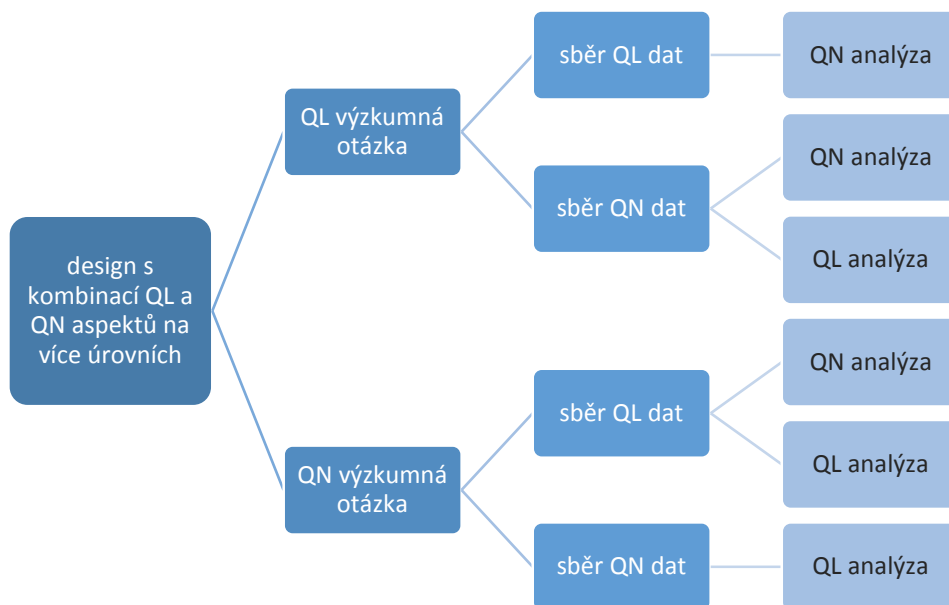 design s
kombinací QL a
QN aspektů na
více úrovních
QL výzkumná
otázka
sběr QL dat
QN analýza
sběr QN dat
QN analýza
QL analýza
QN výzkumná
otázka
sběr QL dat
QN analýza
QL analýza
sběr QN dat
QL analýza